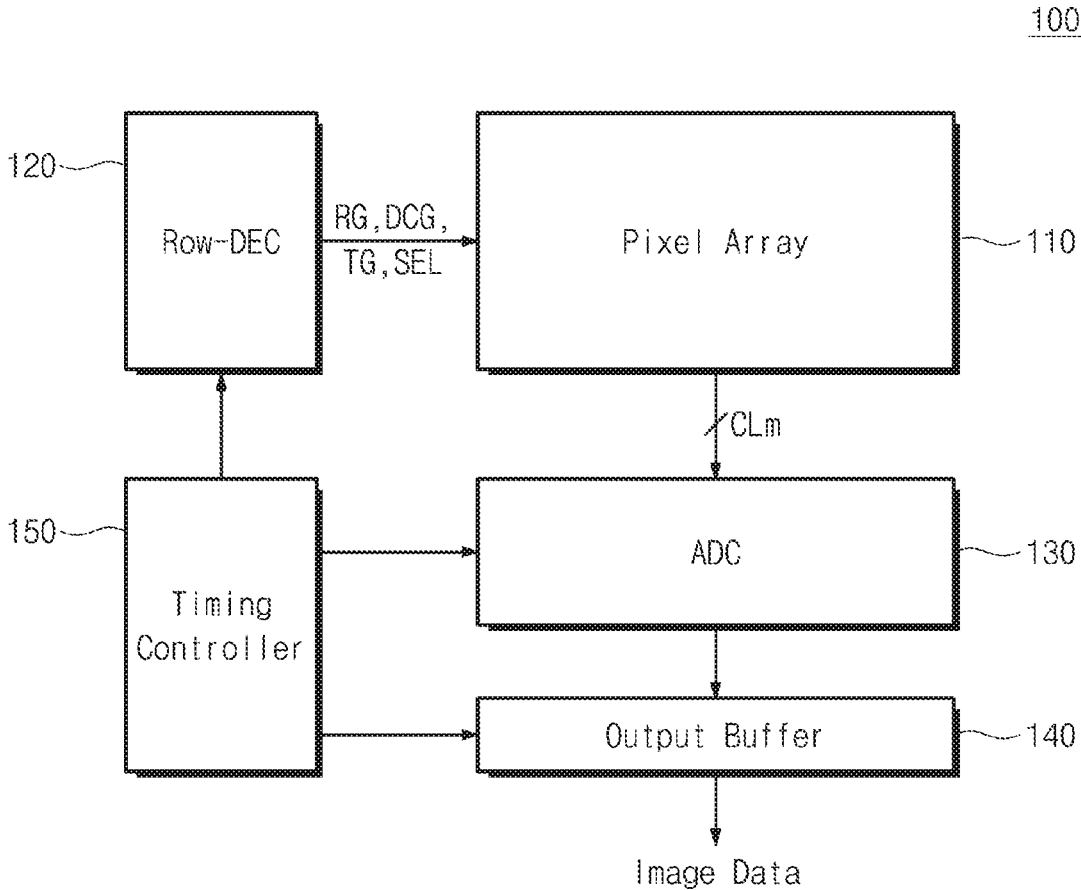 100
120
Row-DEC
RG,DCG,
TG,SEL
Pixel Array
110
CLm
150
Timing
Controller
ADC
130
Output Buffer
140
Image Data